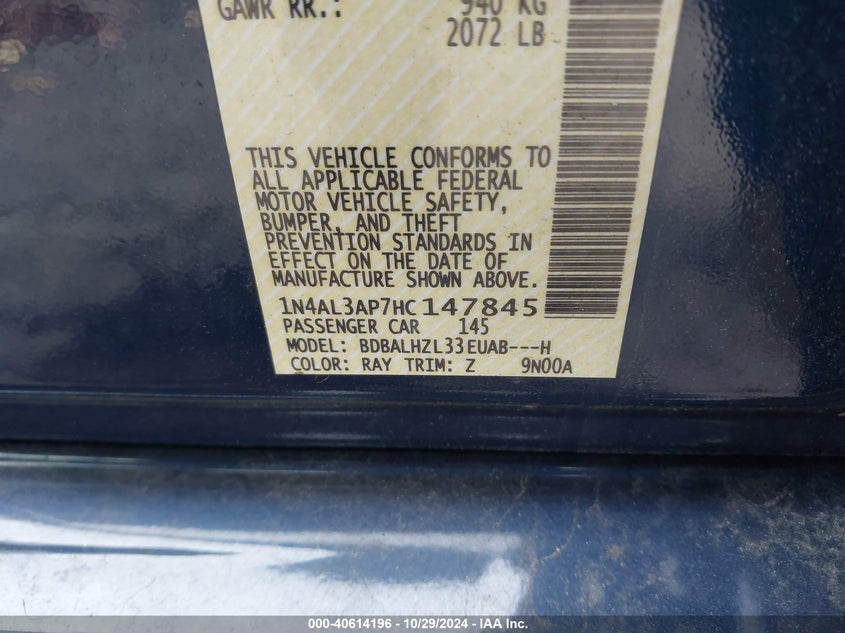 GAWR RR.: 940 KG
2072 LB
THIS VEHICLE CONFORMS TO
ALL APPLICABLE FEDERAL
MOTOR VEHICLE SAFETY,
BUMPER, AND THEFT
PREVENTION STANDARDS IN
EFFECT ON THE DATE OF
MANUFACTURE SHOWN ABOVE.
1N4AL3AP7HC147845
PASSENGER CAR 145
MODEL: BDBALHZL33EUAB---H
COLOR: RAY TRIM: Z 9N00A
000-40614196 - 10/29/2024 - IAA Inc.